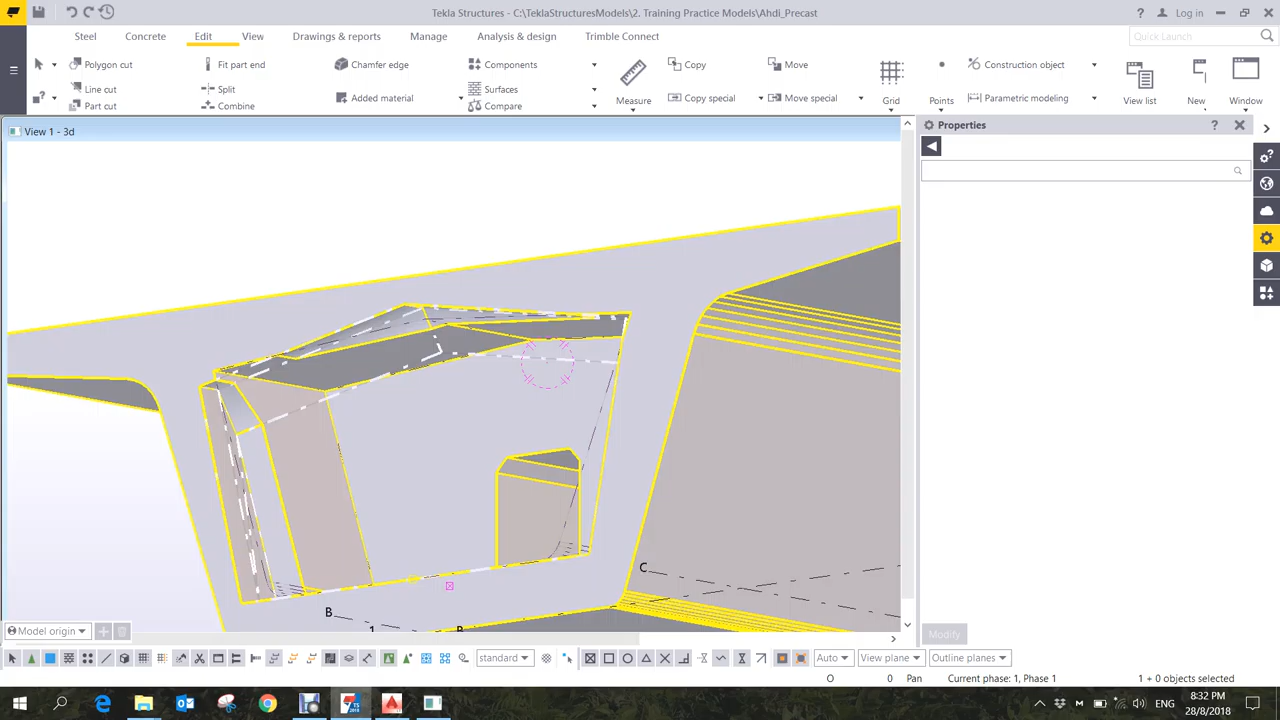 Tekla Structures - C:\TeklaStructuresModels\2. Training Practice Models\Ahdi_Precast
Log in
Steel Concrete Edit View Drawings & reports Manage Analysis & design Trimble Connect
Quick Launch
Polygon cut Fit part end Chamfer edge Components Copy Move Construction object
Line cut Split Surfaces
Part cut Combine Added material Compare Measure Copy special Move special Grid Points Parametric modeling View list New Window
View 1 - 3d
Properties
C
B
1 B
Model origin
Modify
standard Auto View plane Outline planes
O 0 Pan Current phase: 1, Phase 1 1 + 0 objects selected
TS
2018
ENG
8:32 PM
28/8/2018